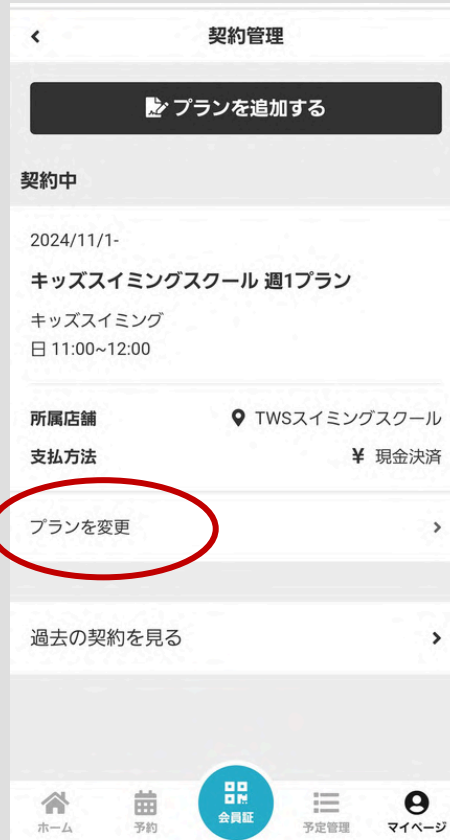 契約管理
プランを追加する
契約中
2024/11/1-
キッズスイミングスクール 週1プラン
キッズスイミング
日 11:00~12:00
所属店舗 TWSスイミングスクール
支払方法 ¥ 現金決済
プランを変更
過去の契約を見る
ホーム 予約 会員証 予定管理 マイページ